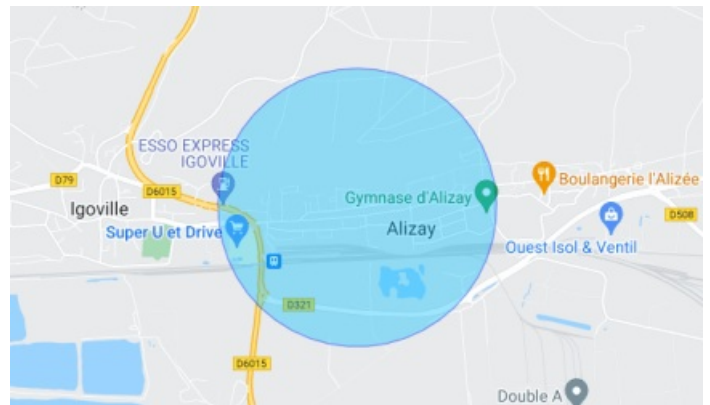 ESSO EXPRESS
IGOVILLE
D79
D6015
Igoville
Super U et Drive
Gymnase d'Alizay
Alizay
Boulangerie l'Alizée
Ouest Isol & Ventil
D508
D321
D6015
Double A